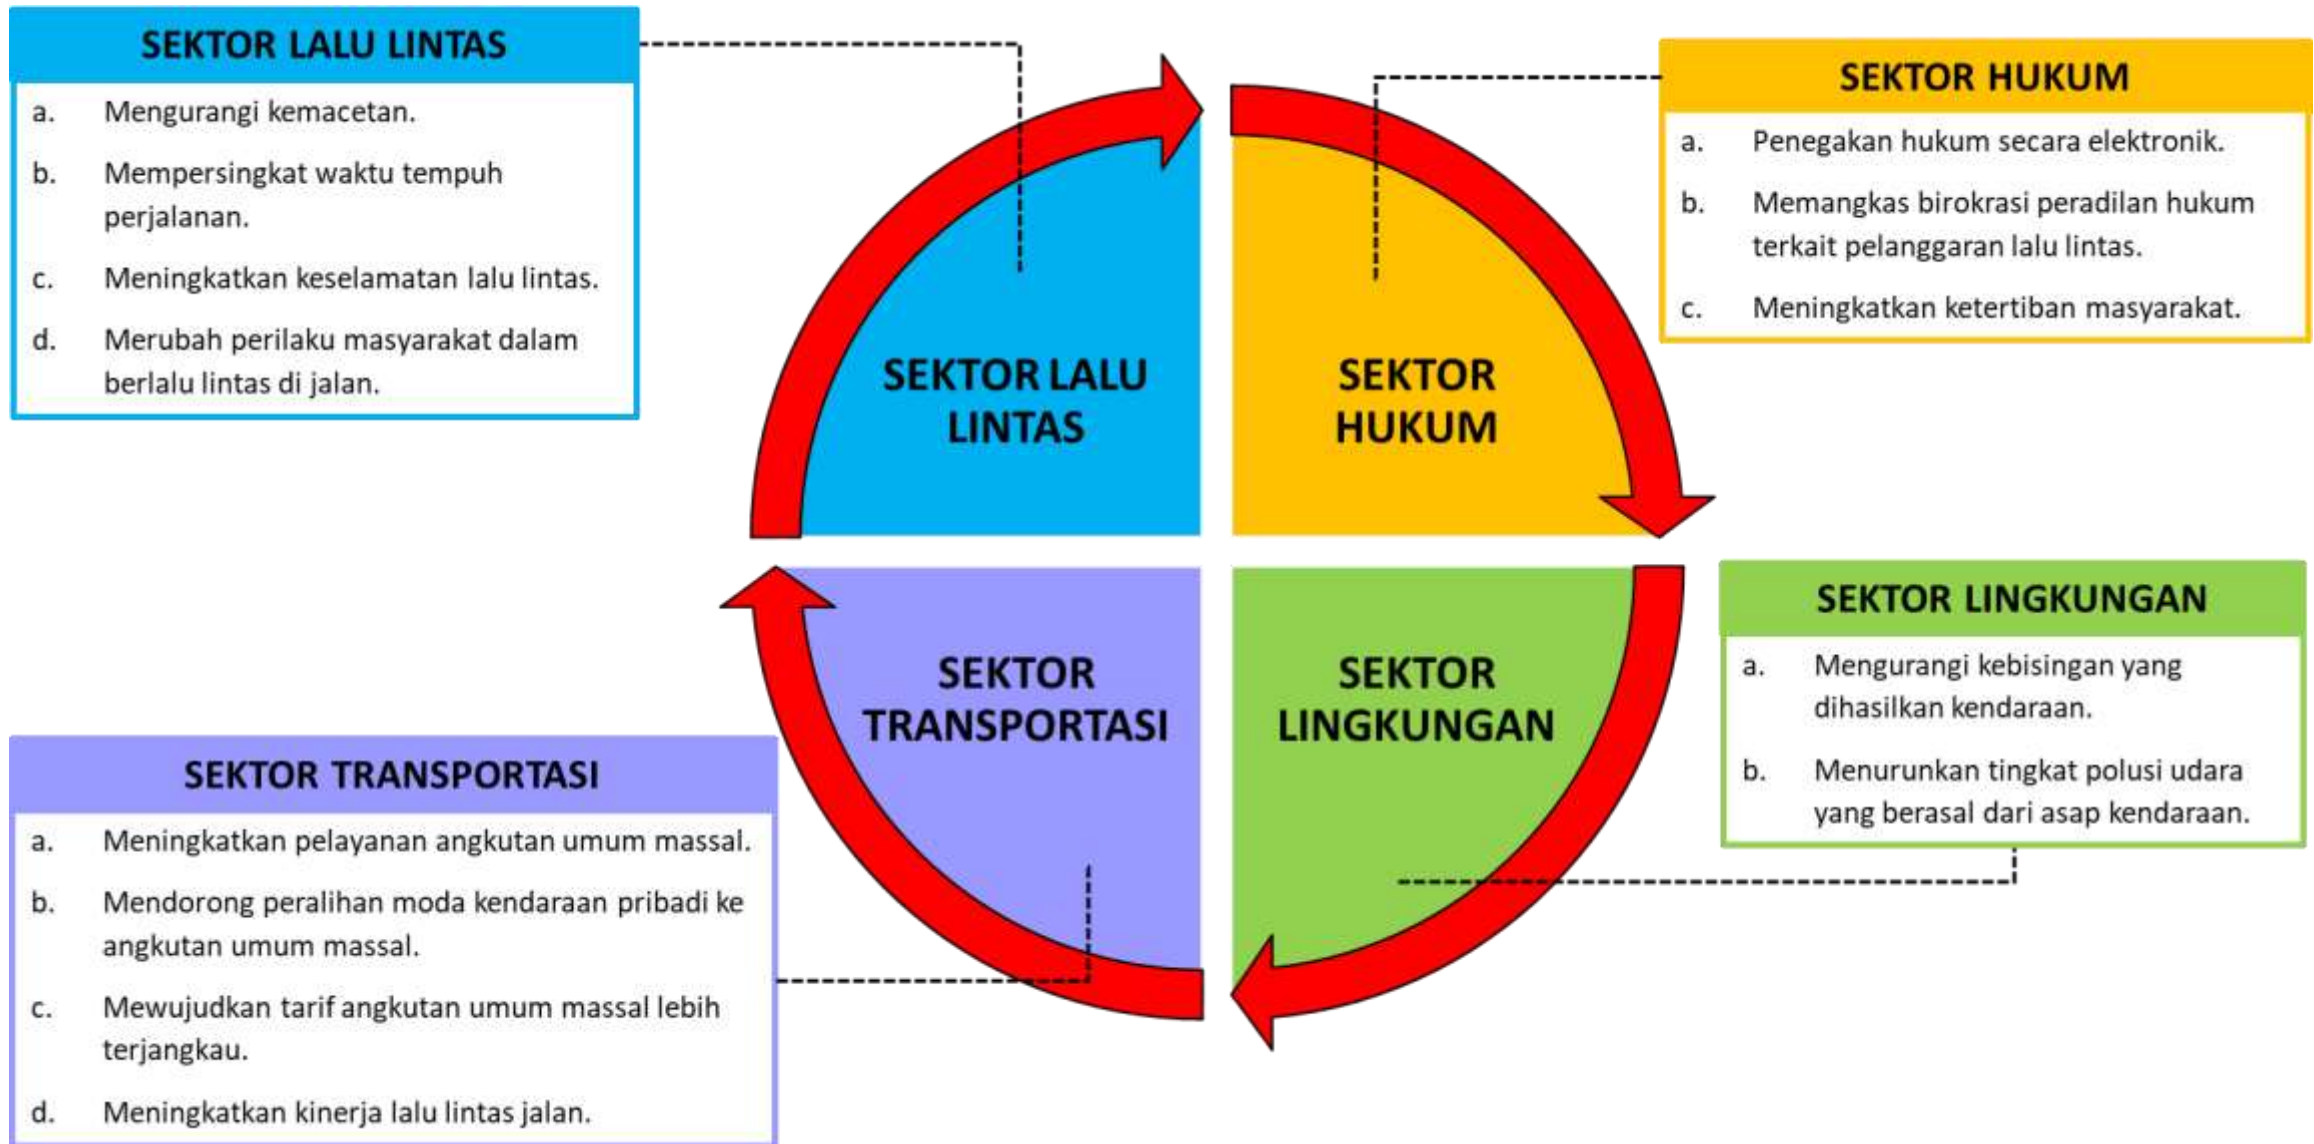 SEKTOR LALU LINTAS
a. Mengurangi kemacetan.
b. Mempersingkat waktu tempuh
perjalanan.
c. Meningkatkan keselamatan lalu lintas.
d. Merubah perilaku masyarakat dalam
berlalu lintas di jalan.
SEKTOR HUKUM
a. Penegakan hukum secara elektronik.
b. Memangkas birokrasi peradilan hukum
terkait pelanggaran lalu lintas.
c. Meningkatkan ketertiban masyarakat.
SEKTOR LALU
LINTAS
SEKTOR
HUKUM
SEKTOR
TRANSPORTASI
SEKTOR
LINGKUNGAN
SEKTOR LINGKUNGAN
a. Mengurangi kebisingan yang
dihasilkan kendaraan.
b. Menurunkan tingkat polusi udara
yang berasal dari asap kendaraan.
SEKTOR TRANSPORTASI
a. Meningkatkan pelayanan angkutan umum massal.
b. Mendorong peralihan moda kendaraan pribadi ke
angkutan umum massal.
c. Mewujudkan tarif angkutan umum massal lebih
terjangkau.
d. Meningkatkan kinerja lalu lintas jalan.